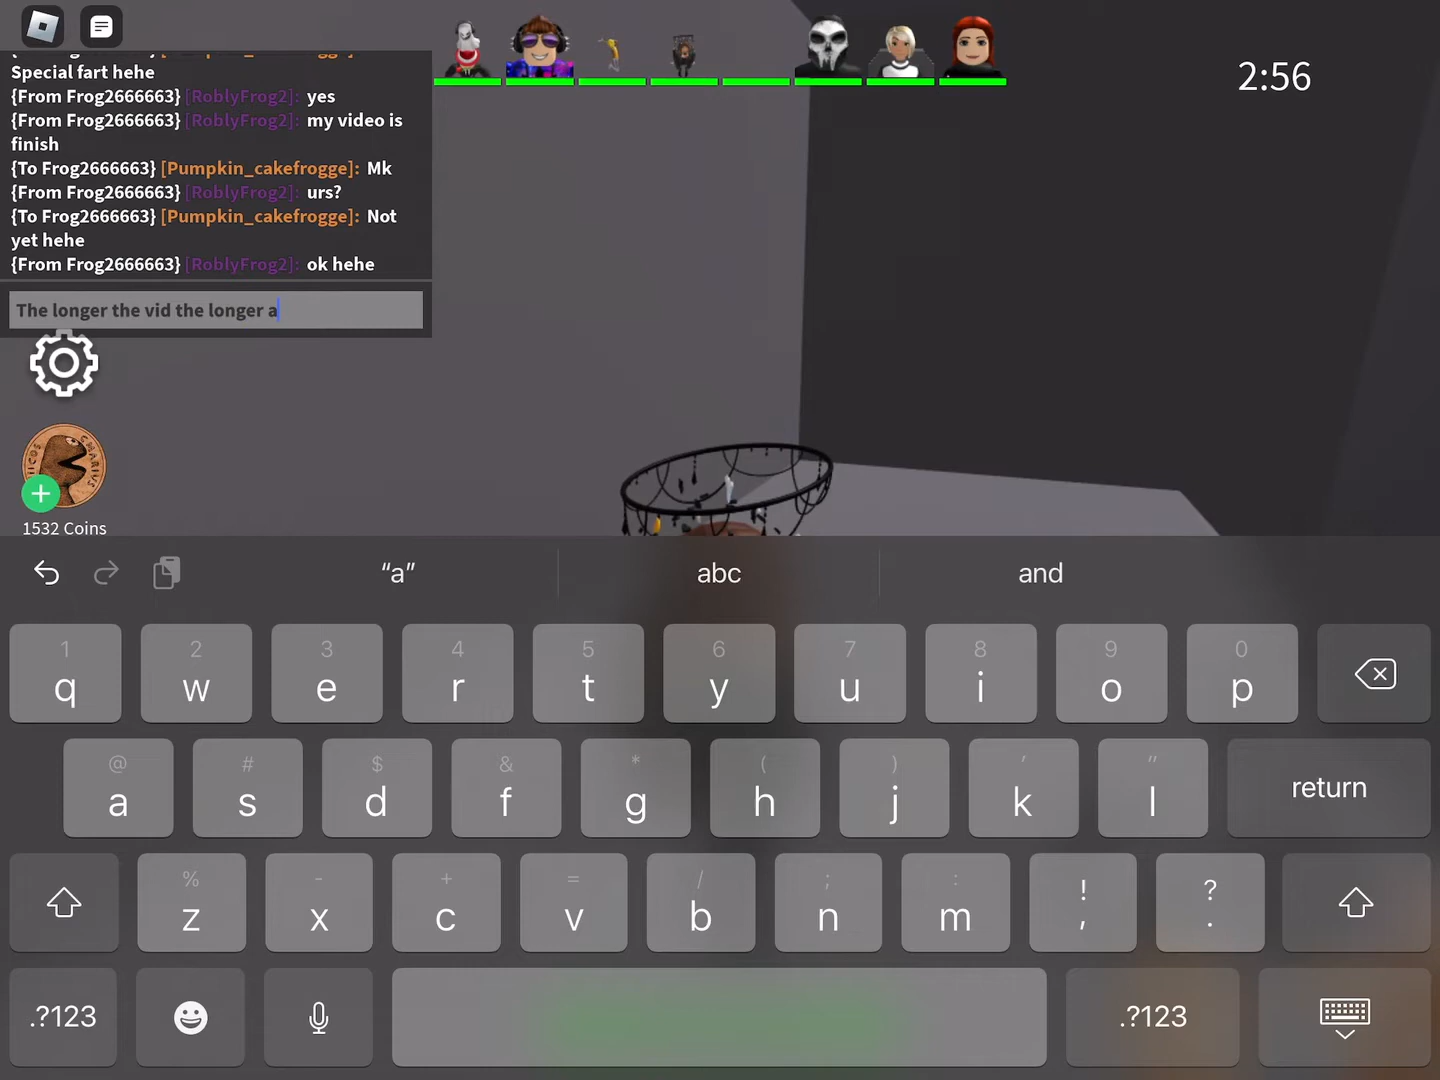 2:56
Special fart hehe
{From Frog2666663} [RoblyFrog2]: yes
{From Frog2666663} [RoblyFrog2]: my video is
finish
{To Frog2666663} [Pumpkin_cakefrogge]: Mk
{From Frog2666663} [RoblyFrog2]: urs?
{To Frog2666663} [Pumpkin_cakefrogge]: Not
yet hehe
{From Frog2666663} [RoblyFrog2]: ok hehe
The longer the vid the longer a
1532 Coins
“a” abc and
1 2 3 4 5 6 7 8 9 0
q w e r t y u i o p
@ # $ & * ( ) ' "
a s d f g h j k l return
% - + = / ; : ! ?
z x c v b n m , .
.?123 .?123